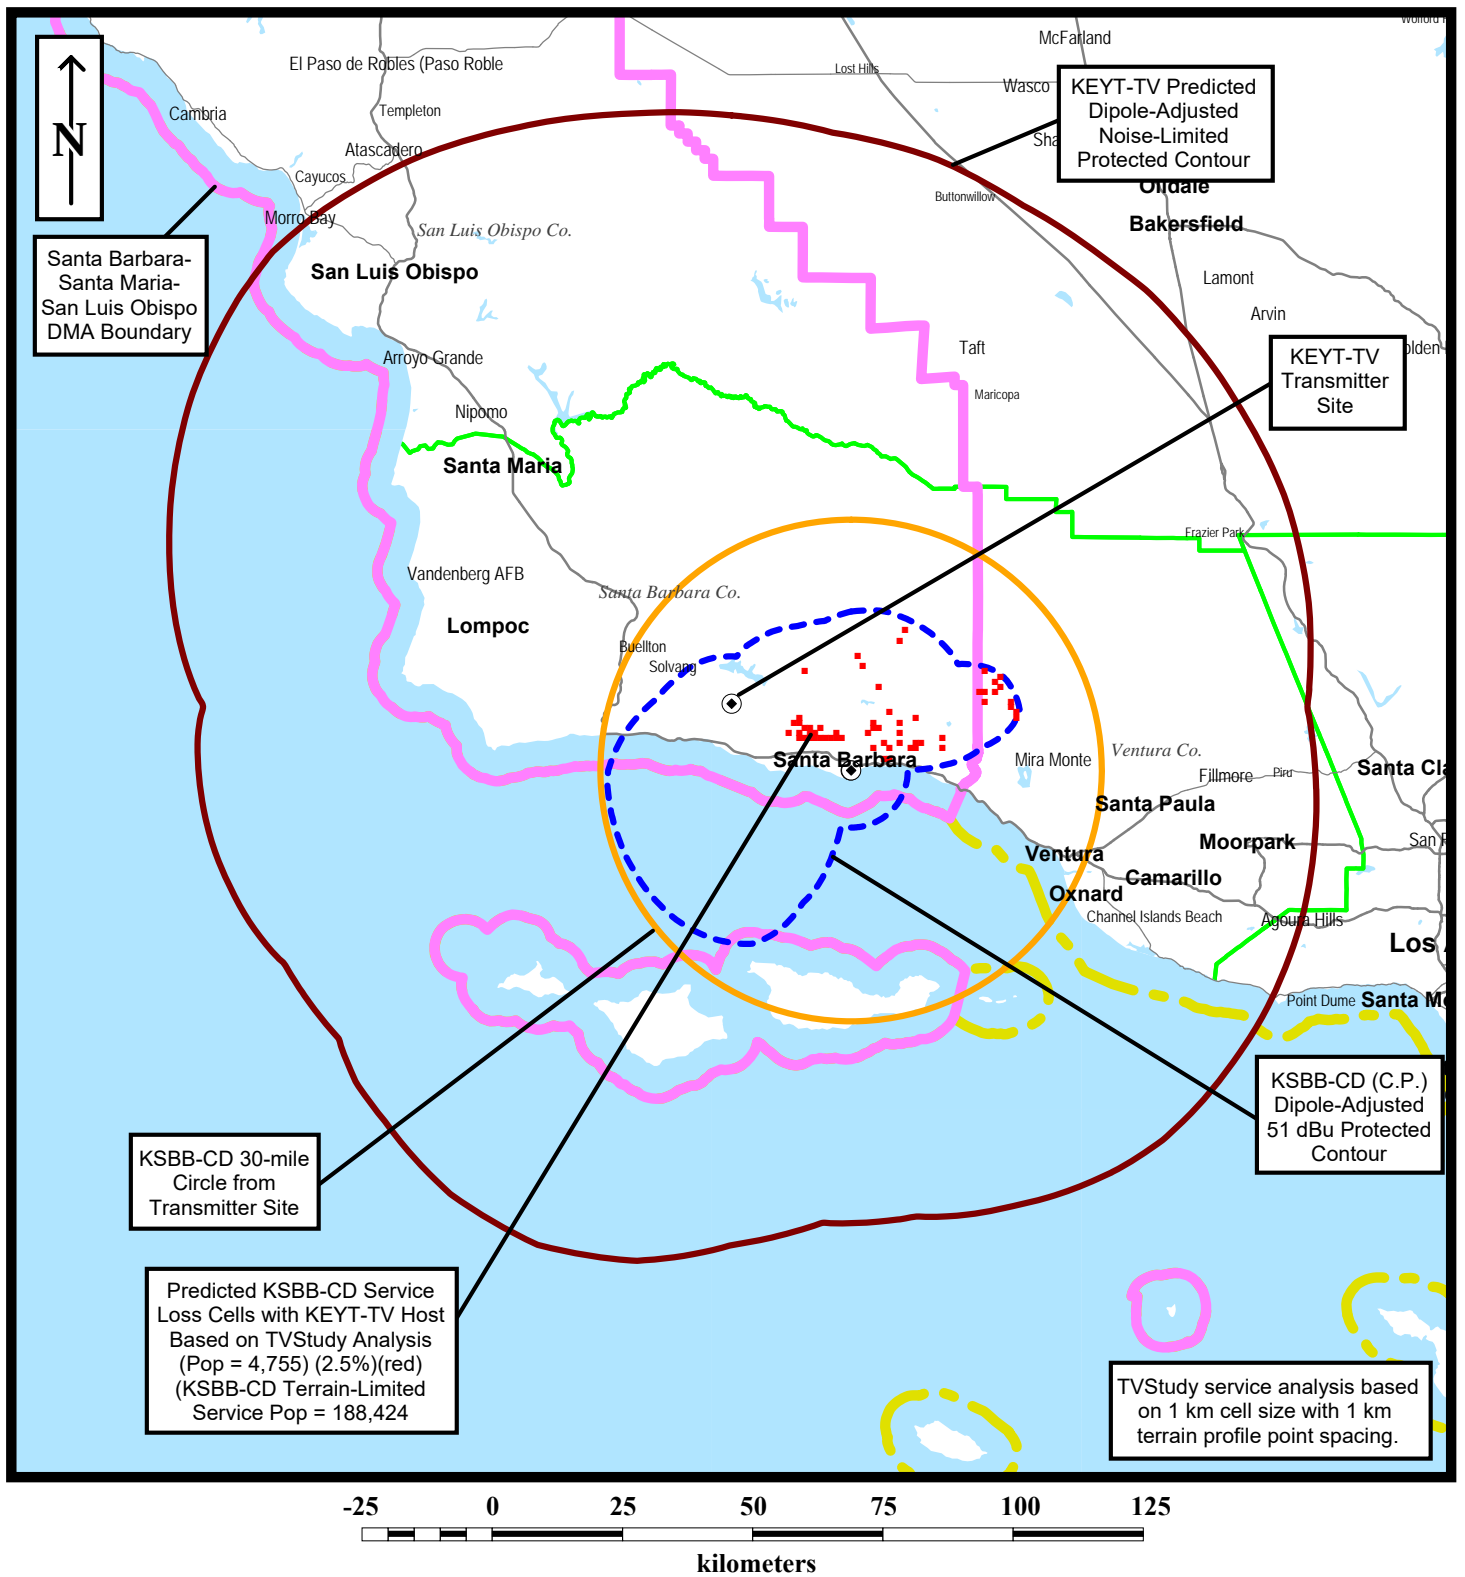 El Paso de Robles (Paso Roble
McFarland
Lost Hills
Wasco
Cambria
Templeton
N
KEYT-TV Predicted
Dipole-Adjusted
Noise-Limited
Protected Contour
Sha
Atascadero
Cayucos
Oildale
Buttonwillow
Morro Bay
San Luis Obispo Co.
Bakersfield
Santa Barbara-
Santa Maria-
San Luis Obispo
DMA Boundary
San Luis Obispo
Lamont
Arvin
Arroyo Grande
Taft
KEYT-TV
Transmitter
Site
olden
Maricopa
Nipomo
Santa Maria
Frazier Park
Vandenberg AFB
Santa Barbara Co.
Lompoc
Buellton
Solvang
Santa Barbara
Mira Monte
Ventura Co.
Fillmore
Piru
Santa Cla
Santa Paula
Moorpark
San F
Ventura
Camarillo
Oxnard
Channel Islands Beach
Agoura Hills
Los A
Point Dume
Santa Mo
KSBB-CD (C.P.)
Dipole-Adjusted
51 dBu Protected
Contour
KSBB-CD 30-mile
Circle from
Transmitter Site
Predicted KSBB-CD Service
Loss Cells with KEYT-TV Host
Based on TVStudy Analysis
(Pop = 4,755) (2.5%)(red)
(KSBB-CD Terrain-Limited
Service Pop = 188,424
TVStudy service analysis based
on 1 km cell size with 1 km
terrain profile point spacing.
-25 0 25 50 75 100 125
kilometers